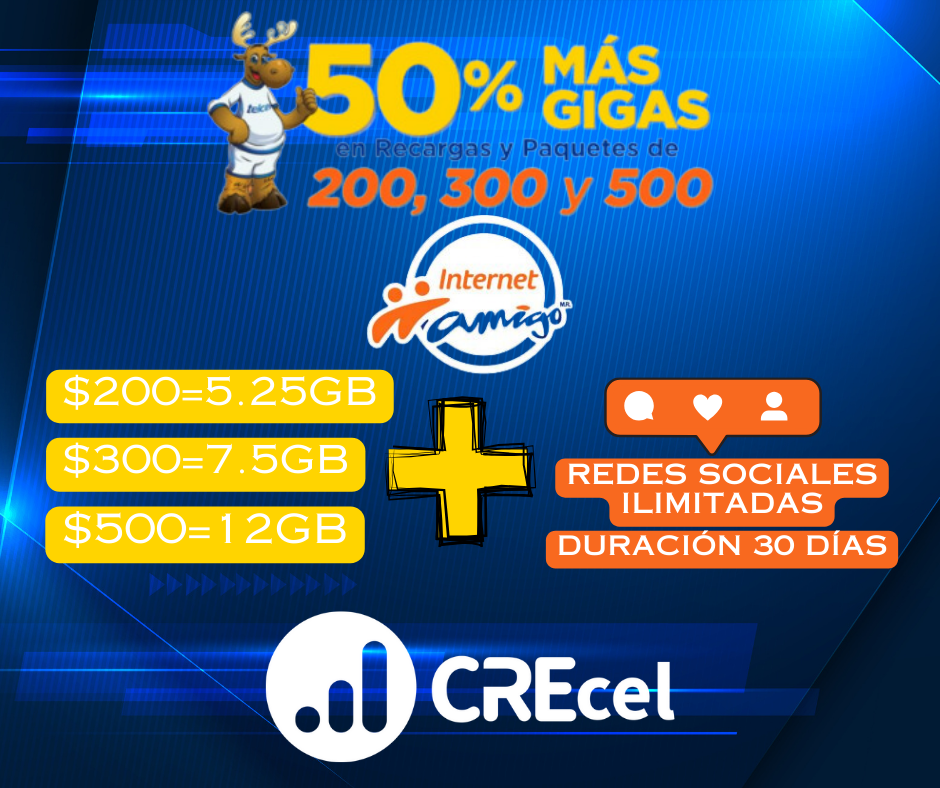 50% MÁS
GIGAS
en Recargas y Paquetes de
200, 300 y 500
Internet
amigo
M.R.
$200=5.25GB
$300=7.5GB
$500=12GB
REDES SOCIALES
ILIMITADAS
DURACIÓN 30 DÍAS
CREcel